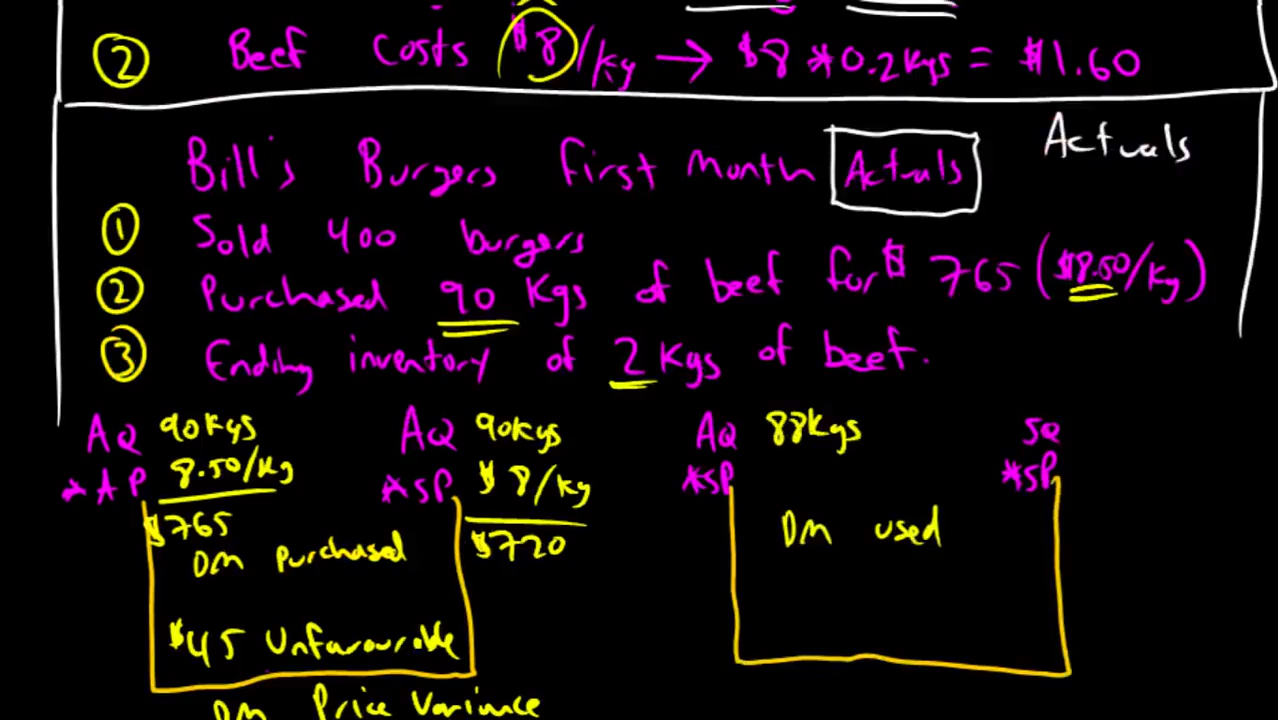 ② Beef costs $8/kg → $8 * 0.2kgs = $1.60
Bill's Burgers First Month Actuals
Actuals
① Sold 400 burgers
② Purchased 90 Kgs of beef for $765 ($8.50/kg)
③ Ending inventory of 2 Kgs of beef.
AQ 90Kgs
* AP 8.50/kg
$765
DM Purchased
$45 Unfavourable
DM Price Variance
AQ 90Kgs
* SP $8/kg
$720
AQ 88Kgs
* SP
DM used
SQ
* SP